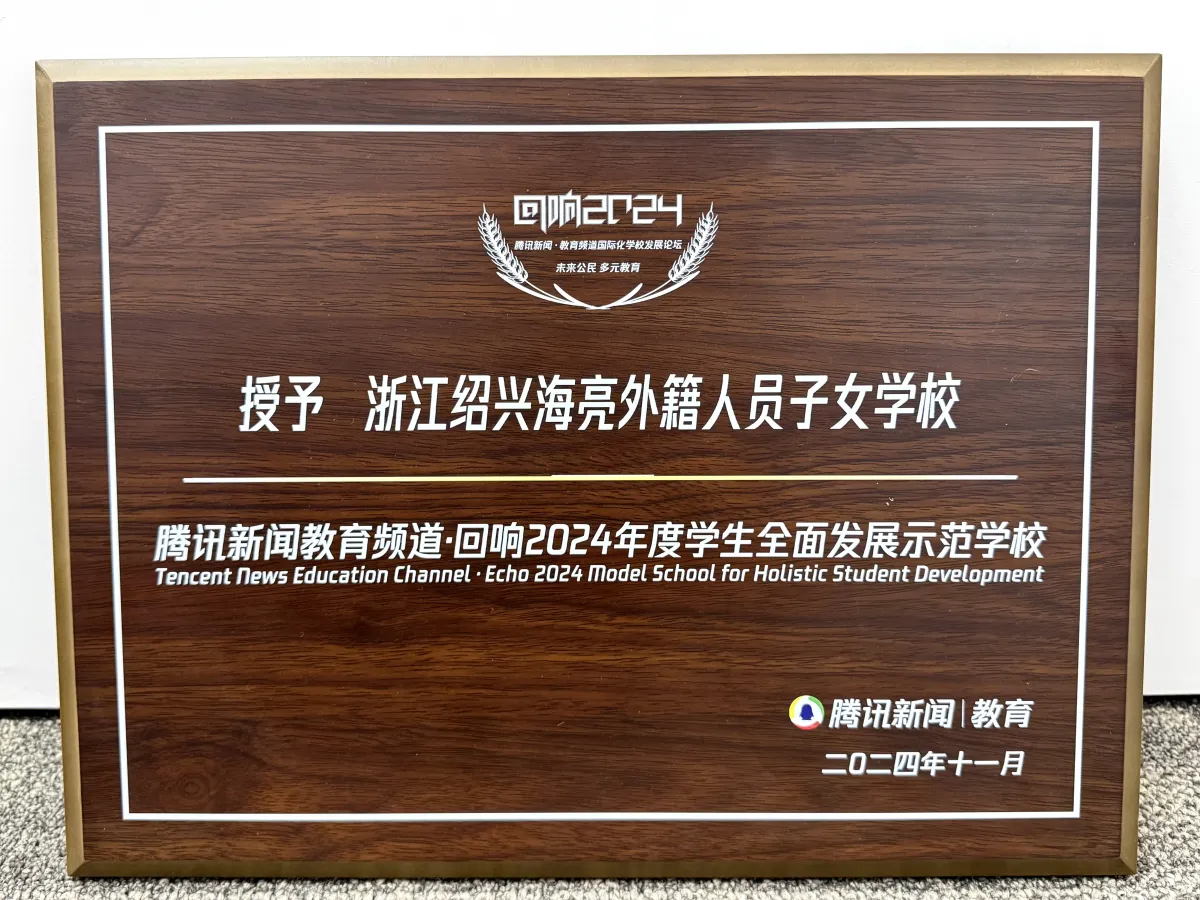 回响2024
腾讯新闻·教育频道国际化学校发展论坛
未来公民 多元教育
授予 浙江绍兴海亮外籍人员子女学校
腾讯新闻教育频道·回响2024年度学生全面发展示范学校
Tencent News Education Channel · Echo 2024 Model School for Holistic Student Development
腾讯新闻|教育
二0二四年十一月